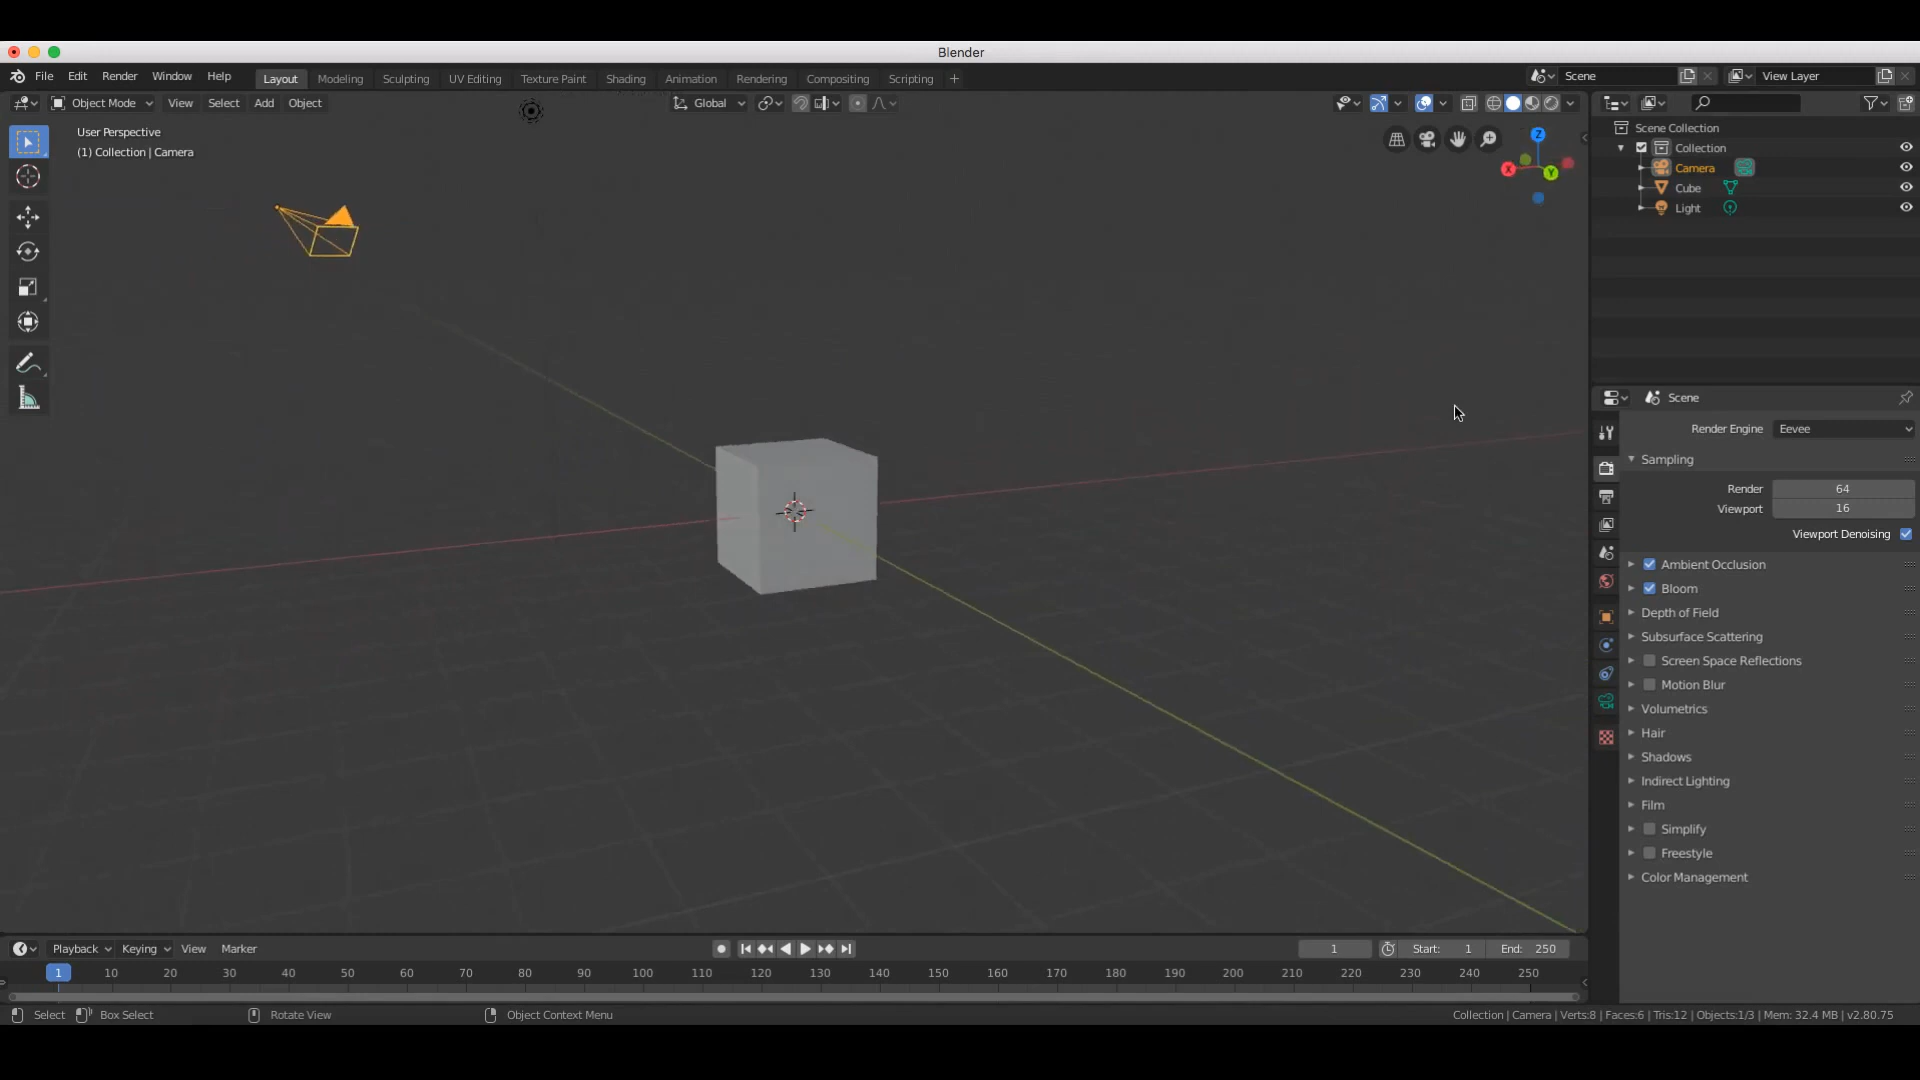 Blender
File Edit Render Window Help Layout Modeling Sculpting UV Editing Texture Paint Shading Animation Rendering Compositing Scripting + Scene View Layer
Object Mode View Select Add Object Global
User Perspective
(1) Collection | Camera
Z
X
Y
Scene Collection
Collection
Camera
Cube
Light
Scene
Render Engine Eevee
Sampling
Render 64
Viewport 16
Viewport Denoising
Ambient Occlusion
Bloom
Depth of Field
Subsurface Scattering
Screen Space Reflections
Motion Blur
Volumetrics
Hair
Shadows
Indirect Lighting
Film
Simplify
Freestyle
Color Management
Playback Keying View Marker 1 Start: 1 End: 250
1 10 20 30 40 50 60 70 80 90 100 110 120 130 140 150 160 170 180 190 200 210 220 230 240 250
Select Box Select Rotate View Object Context Menu Collection | Camera | Verts:8 | Faces:6 | Tris:12 | Objects:1/3 | Mem: 32.4 MB | v2.80.75